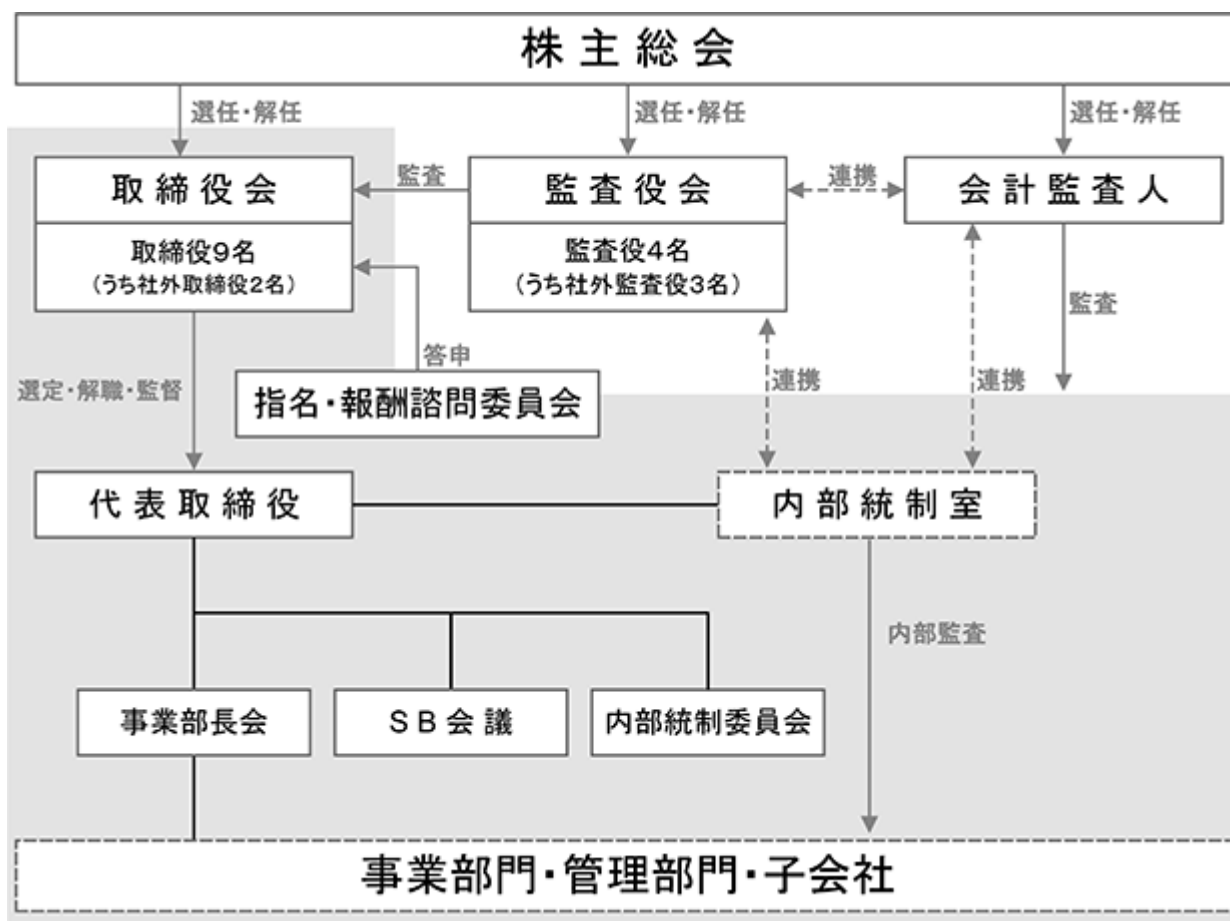 株主総会
選任・解任
選任・解任
選任・解任
取締役会
監査
監査役会
連携
会計監査人
取締役9名
(うち社外取締役2名)
監査役4名
(うち社外監査役3名)
監査
答申
選定・解職・監督
指名・報酬諮問委員会
連携
連携
代表取締役
内部統制室
内部監査
事業部長会
SB会議
内部統制委員会
事業部門・管理部門・子会社